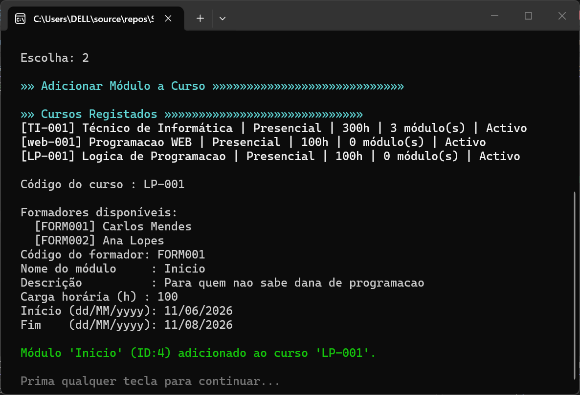 C:\Users\DELL\source\repos\S
Escolha: 2
»» Adicionar Módulo a Curso »»»»»»»»»»»»»»»»»»»»»»»»»»»»
»» Cursos Registados »»»»»»»»»»»»»»»»»»»»»»»»»»»»»
[TI-001] Técnico de Informática | Presencial | 300h | 3 módulo(s) | Activo
[web-001] Programacao WEB | Presencial | 100h | 0 módulo(s) | Activo
[LP-001] Logica de Programacao | Presencial | 100h | 0 módulo(s) | Activo
Código do curso : LP-001
Formadores disponíveis:
[FORM001] Carlos Mendes
[FORM002] Ana Lopes
Código do formador: FORM001
Nome do módulo     : Inicio
Descrição          : Para quem nao sabe dana de programacao
Carga horária (h) : 100
Início (dd/MM/yyyy): 11/06/2026
Fim    (dd/MM/yyyy): 11/08/2026
Módulo 'Inicio' (ID:4) adicionado ao curso 'LP-001'.
Prima qualquer tecla para continuar...